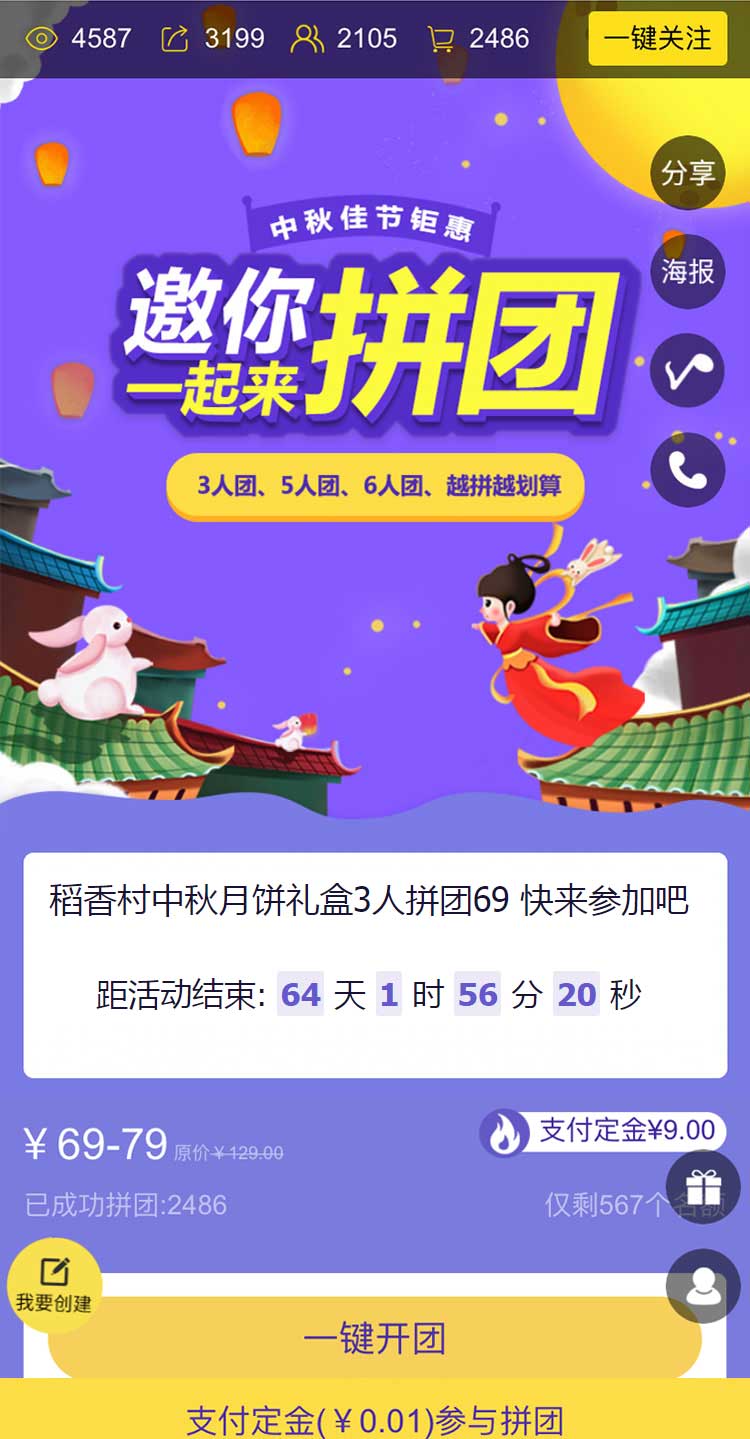 4587 3199 2105 2486 一键关注
分享
中秋佳节钜惠
海报
邀你
一起来拼团
3人团、5人团、6人团、越拼越划算
稻香村中秋月饼礼盒3人拼团69 快来参加吧
距活动结束: 64 天 1 时 56 分 20 秒
¥69-79 原价¥129.00 支付定金¥9.00
已成功拼团:2486 仅剩567个名额
我要创建
一键开团
支付定金(¥0.01)参与拼团